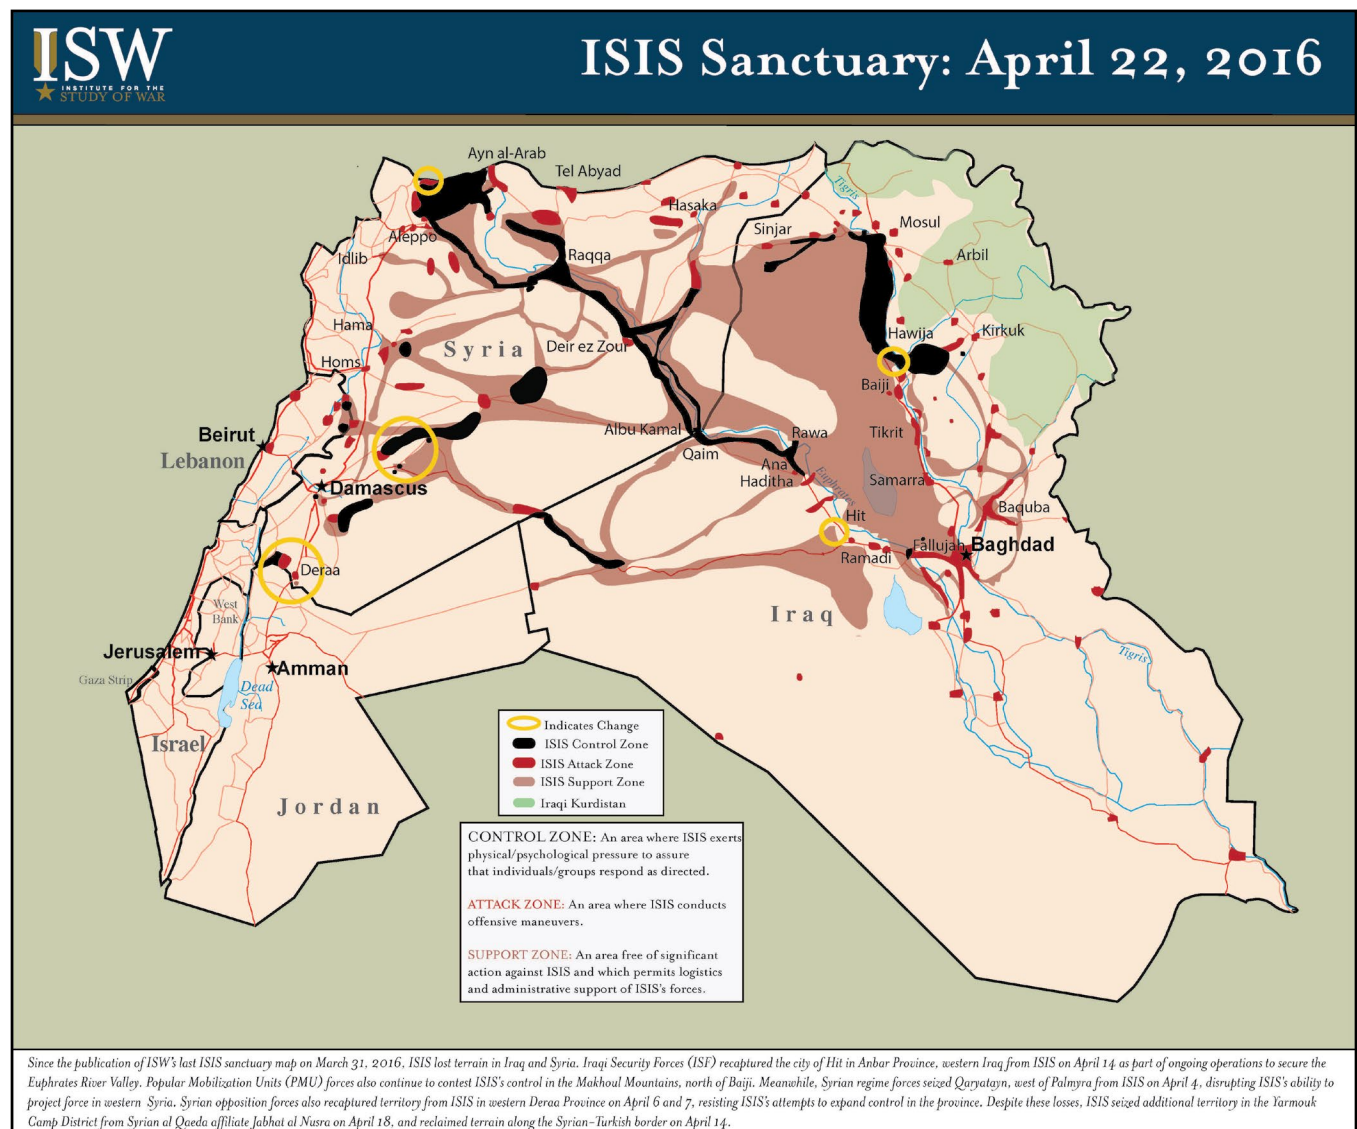 ISW
INSTITUTE FOR THE
STUDY OF WAR
ISIS Sanctuary: April 22, 2016
Ayn al-Arab
Tel Abyad
Tigris
Hasaka
Mosul
Sinjar
Aleppo
Arbil
Idlib
Raqqa
Hama
Hawija
Kirkuk
Syria
Deir ez Zour
Homs
Baiji
Beirut
Albu Kamal
Rawa
Tikrit
Lebanon
Qaim
Ana
Haditha
Euphrates
Samarra
Damascus
Hit
Baquba
Fallujah
Baghdad
Ramadi
Deraa
West
Bank
Iraq
Jerusalem
Tigris
Amman
Gaza Strip
Dead
Sea
Israel
Jordan
Indicates Change
ISIS Control Zone
ISIS Attack Zone
ISIS Support Zone
Iraqi Kurdistan
CONTROL ZONE: An area where ISIS exerts
physical/psychological pressure to assure
that individuals/groups respond as directed.
ATTACK ZONE: An area where ISIS conducts
offensive maneuvers.
SUPPORT ZONE: An area free of significant
action against ISIS and which permits logistics
and administrative support of ISIS's forces.
Since the publication of ISW's last ISIS sanctuary map on March 31, 2016, ISIS lost terrain in Iraq and Syria. Iraqi Security Forces (ISF) recaptured the city of Hit in Anbar Province, western Iraq from ISIS on April 14 as part of ongoing operations to secure the
Euphrates River Valley. Popular Mobilization Units (PMU) forces also continue to contest ISIS's control in the Makhoul Mountains, north of Baiji. Meanwhile, Syrian regime forces seized Qaryatayn, west of Palmyra from ISIS on April 4, disrupting ISIS's ability to
project force in western Syria. Syrian opposition forces also recaptured territory from ISIS in western Deraa Province on April 6 and 7, resisting ISIS's attempts to expand control in the province. Despite these losses, ISIS seized additional territory in the Yarmouk
Camp District from Syrian al Qaeda affiliate Jabhat al Nusra on April 18, and reclaimed terrain along the Syrian-Turkish border on April 14.